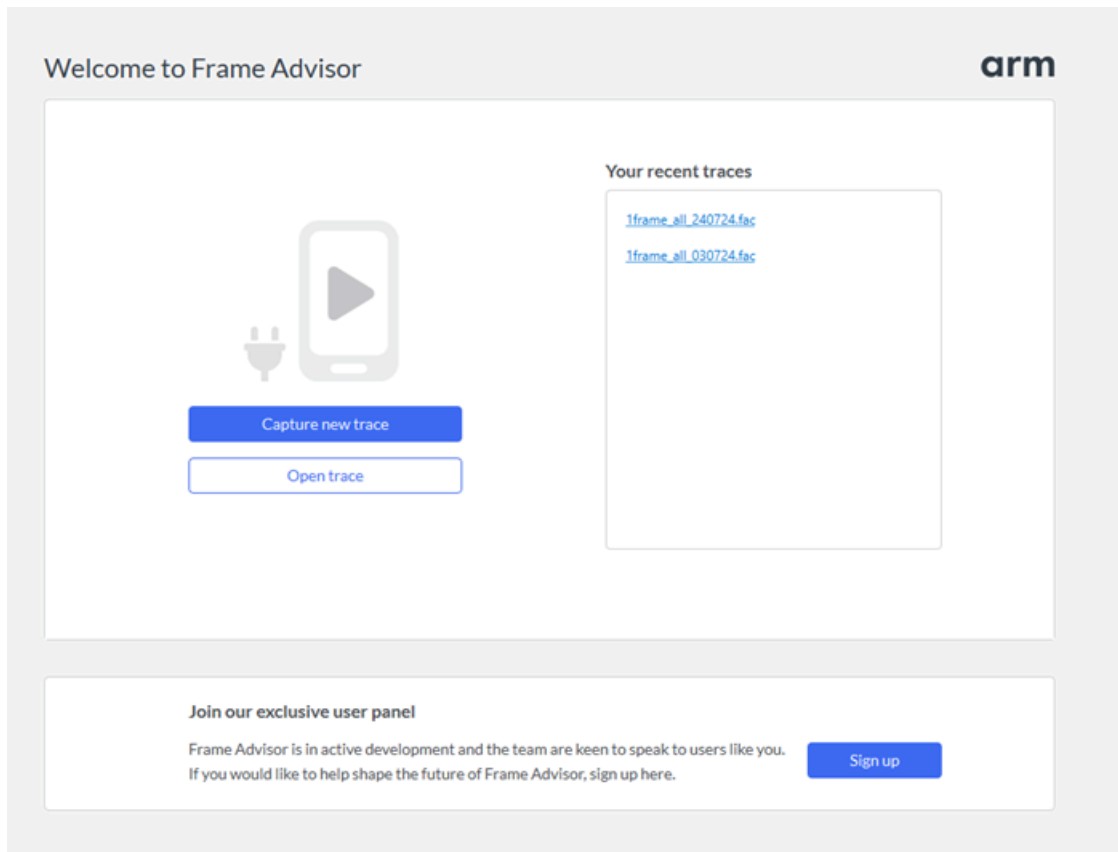 Welcome to Frame Advisor
arm
Your recent traces
1frame_all_240724.fac
1frame_all_030724.fac
Capture new trace
Open trace
Join our exclusive user panel
Frame Advisor is in active development and the team are keen to speak to users like you.
If you would like to help shape the future of Frame Advisor, sign up here.
Sign up